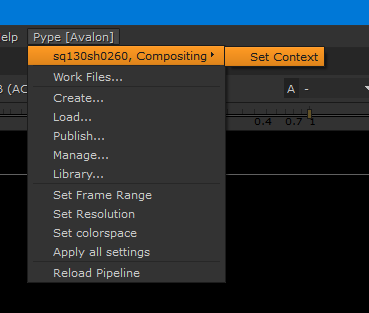 elp Pype [Avalon]
sq130sh0260, Compositing Set Context
Work Files...
Create...
Load...
Publish...
Manage...
Library...
Set Frame Range
Set Resolution
Set colorspace
Apply all settings
Reload Pipeline
3 (AC
A -
0.4 0.7 1